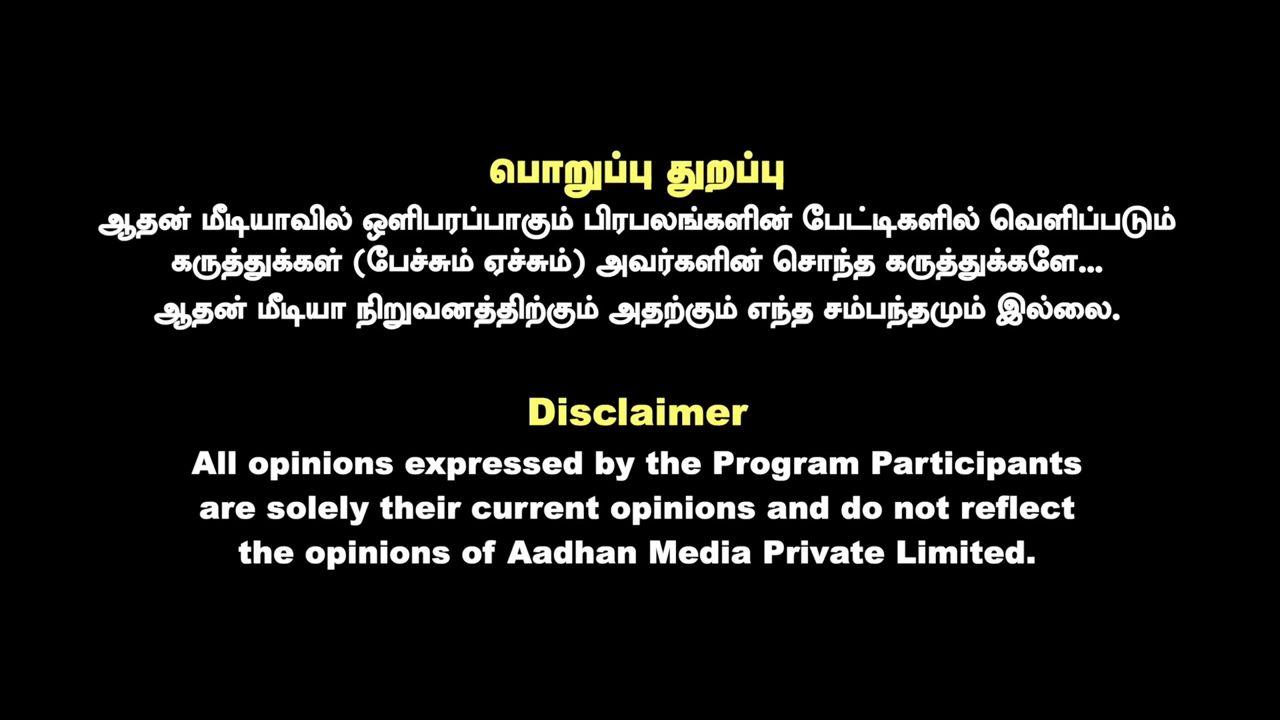 பொறுப்பு துறப்பு
ஆதன் மீடியாவில் ஒளிபரப்பாகும் பிரபலங்களின் பேட்டிகளில் வெளிப்படும்
கருத்துக்கள் (பேச்சும் ஏச்சும்) அவர்களின் சொந்த கருத்துக்களே...
ஆதன் மீடியா நிறுவனத்திற்கும் அதற்கும் எந்த சம்பந்தமும் இல்லை.
Disclaimer
All opinions expressed by the Program Participants
are solely their current opinions and do not reflect
the opinions of Aadhan Media Private Limited.